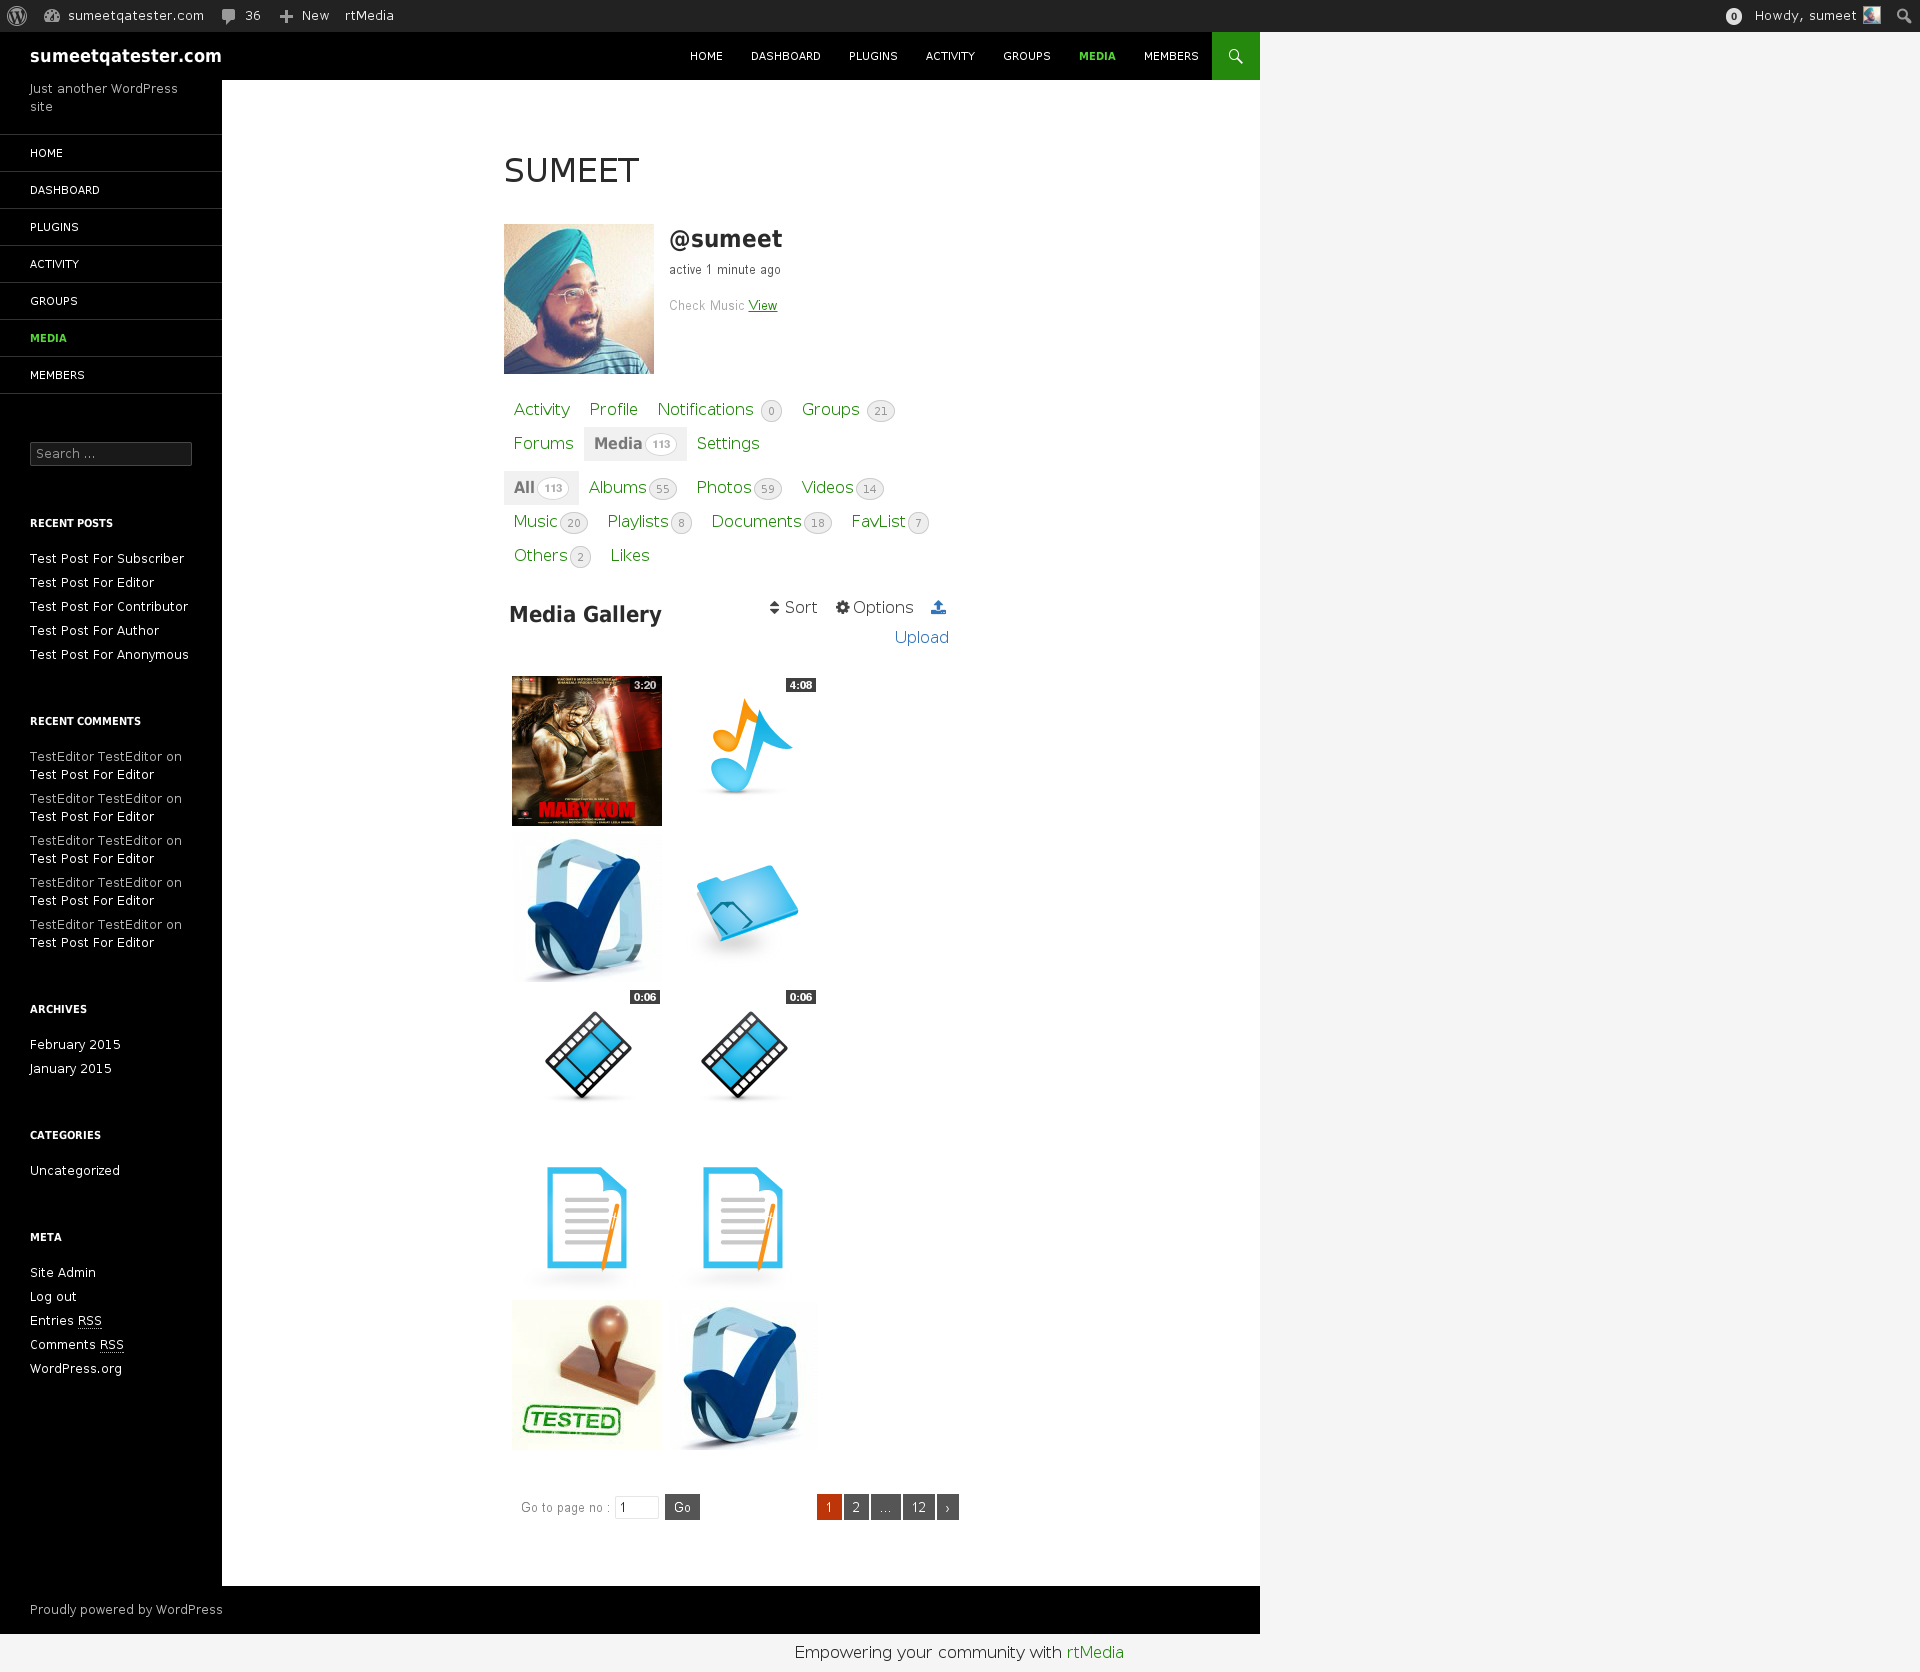 sumeetqatester.com 36 New rtMedia 0 Howdy, sumeet
sumeetqatester.com HOME DASHBOARD PLUGINS ACTIVITY GROUPS MEDIA MEMBERS
Just another WordPress
site
HOME
DASHBOARD
PLUGINS
ACTIVITY
GROUPS
MEDIA
MEMBERS
Search ...
RECENT POSTS
Test Post For Subscriber
Test Post For Editor
Test Post For Contributor
Test Post For Author
Test Post For Anonymous
RECENT COMMENTS
TestEditor TestEditor on
Test Post For Editor
TestEditor TestEditor on
Test Post For Editor
TestEditor TestEditor on
Test Post For Editor
TestEditor TestEditor on
Test Post For Editor
TestEditor TestEditor on
Test Post For Editor
ARCHIVES
February 2015
January 2015
CATEGORIES
Uncategorized
META
Site Admin
Log out
Entries RSS
Comments RSS
WordPress.org
SUMEET
@sumeet
active 1 minute ago
Check Music View
Activity Profile Notifications 0 Groups 21
Forums Media 113 Settings
All 113 Albums 55 Photos 59 Videos 14
Music 20 Playlists 8 Documents 18 FavList 7
Others 2 Likes
Media Gallery Sort Options
Upload
3:20 4:08
MARY KOM
0:06 0:06
TESTED
Go to page no : 1 Go 1 2 ... 12 ›
Proudly powered by WordPress
Empowering your community with rtMedia